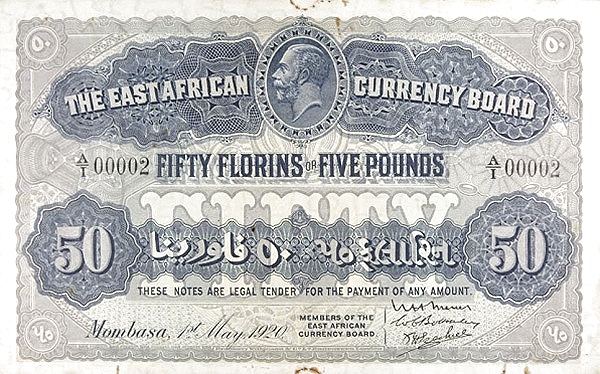 THE EAST AFRICAN CURRENCY BOARD
A/1 00002 FIFTY FLORINS OR FIVE POUNDS A/1 00002
50 ૫૦ ફ્લોરિન 50
THESE NOTES ARE LEGAL TENDER FOR THE PAYMENT OF ANY AMOUNT.
Mombasa, 1st May, 1920.
MEMBERS OF THE
EAST AFRICAN
CURRENCY BOARD.